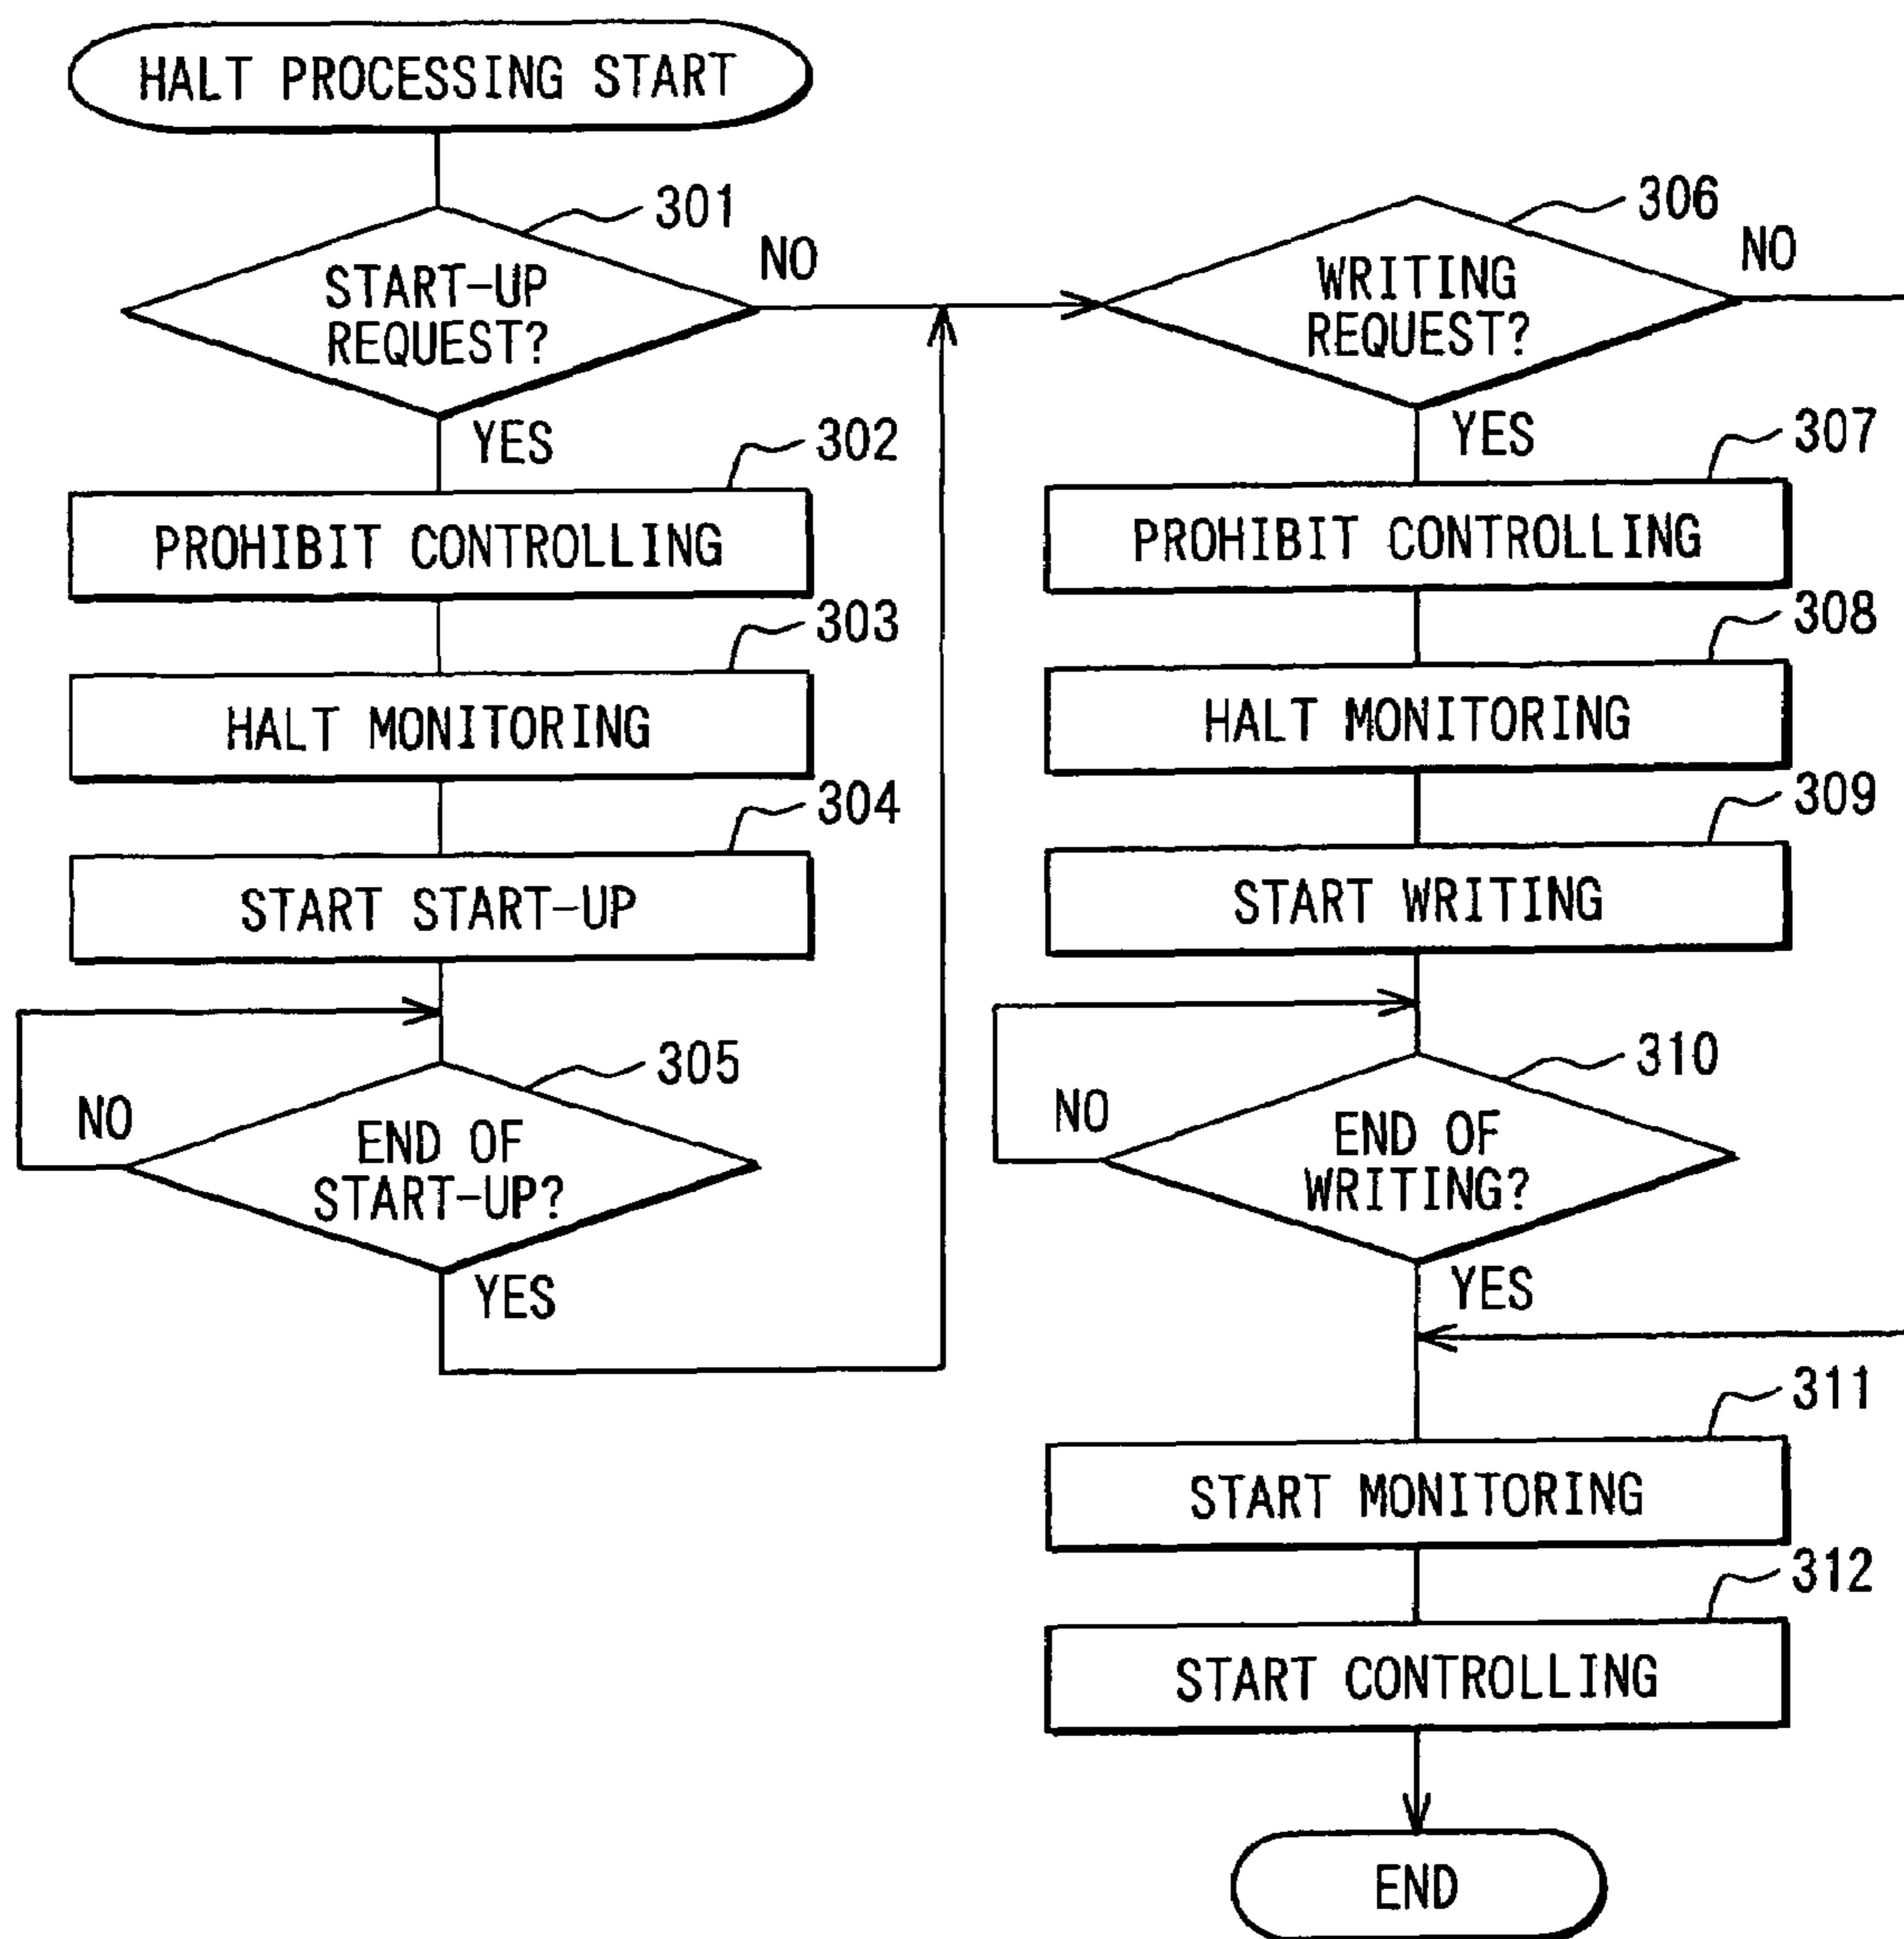 HALT PROCESSING START
301
START-UP
REQUEST?
NO
YES
302
PROHIBIT CONTROLLING
303
HALT MONITORING
304
START START-UP
305
END OF
START-UP?
NO
YES
306
WRITING
REQUEST?
NO
YES
307
PROHIBIT CONTROLLING
308
HALT MONITORING
309
START WRITING
310
END OF
WRITING?
NO
YES
311
START MONITORING
312
START CONTROLLING
END